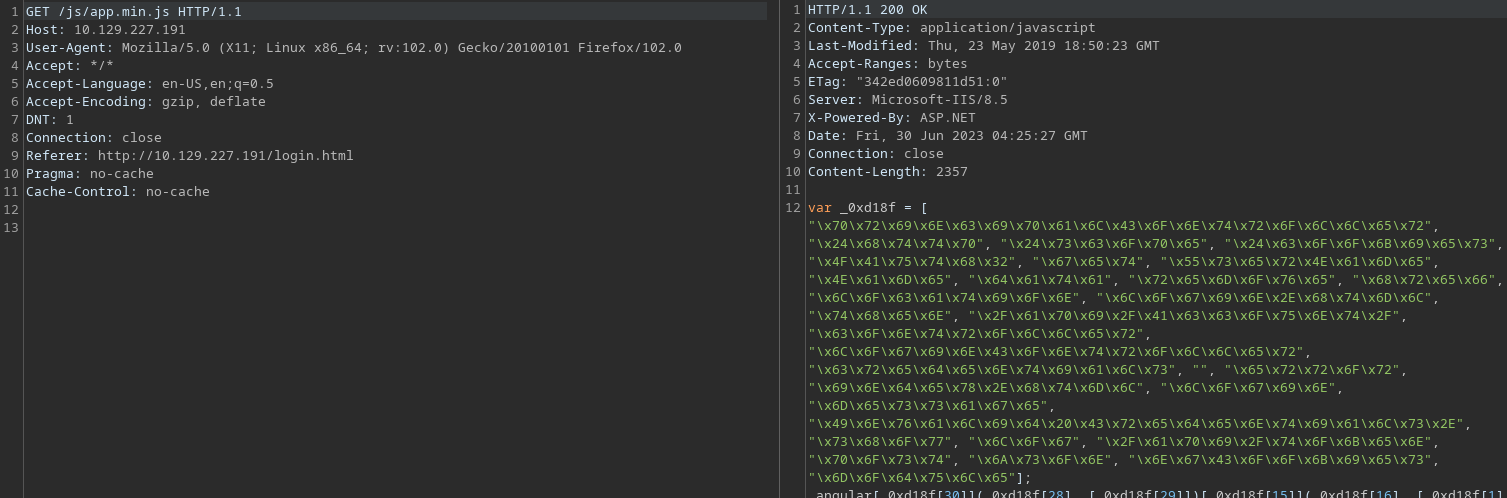 1 GET /js/app.min.js HTTP/1.1
2 Host: 10.129.227.191
3 User-Agent: Mozilla/5.0 (X11; Linux x86_64; rv:102.0) Gecko/20100101 Firefox/102.0
4 Accept: */*
5 Accept-Language: en-US,en;q=0.5
6 Accept-Encoding: gzip, deflate
7 DNT: 1
8 Connection: close
9 Referer: http://10.129.227.191/login.html
10 Pragma: no-cache
11 Cache-Control: no-cache
12
13
1 HTTP/1.1 200 OK
2 Content-Type: application/javascript
3 Last-Modified: Thu, 23 May 2019 18:50:23 GMT
4 Accept-Ranges: bytes
5 ETag: "342ed0609811d51:0"
6 Server: Microsoft-IIS/8.5
7 X-Powered-By: ASP.NET
8 Date: Fri, 30 Jun 2023 04:25:27 GMT
9 Connection: close
10 Content-Length: 2357
11
12 var _0xd18f = [
"\x70\x72\x69\x6E\x63\x69\x70\x61\x6C\x43\x6F\x6E\x74\x72\x6F\x6C\x6C\x65\x72",
"\x24\x68\x74\x74\x70", "\x24\x73\x63\x6F\x70\x65", "\x24\x63\x6F\x6F\x6B\x69\x65\x73",
"\x4F\x41\x75\x74\x68\x32", "\x67\x65\x74", "\x55\x73\x65\x72\x4E\x61\x6D\x65",
"\x4E\x61\x6D\x65", "\x64\x61\x74\x61", "\x72\x65\x6D\x6F\x76\x65", "\x68\x72\x65\x66",
"\x6C\x6F\x63\x61\x74\x69\x6F\x6E", "\x6C\x6F\x67\x69\x6E\x2E\x68\x74\x6D\x6C",
"\x74\x68\x65\x6E", "\x2F\x61\x70\x69\x2F\x41\x63\x63\x6F\x75\x6E\x74\x2F",
"\x63\x6F\x6E\x74\x72\x6F\x6C\x6C\x65\x72",
"\x6C\x6F\x67\x69\x6E\x43\x6F\x6E\x74\x72\x6F\x6C\x6C\x65\x72",
"\x63\x72\x65\x64\x65\x6E\x74\x69\x61\x6C\x73", "", "\x65\x72\x72\x6F\x72",
"\x69\x6E\x64\x65\x78\x2E\x68\x74\x6D\x6C", "\x6C\x6F\x67\x69\x6E",
"\x6D\x65\x73\x73\x61\x67\x65",
"\x49\x6E\x76\x61\x6C\x69\x64\x20\x43\x72\x65\x64\x65\x6E\x74\x69\x61\x6C\x73\x2E",
"\x73\x68\x6F\x77", "\x6C\x6F\x67", "\x2F\x61\x70\x69\x2F\x74\x6F\x6B\x65\x6E",
"\x70\x6F\x73\x74", "\x6A\x73\x6F\x6E", "\x6E\x67\x43\x6F\x6F\x6B\x69\x65\x73",
"\x6D\x6F\x64\x75\x6C\x65"];
angular[_0xd18f[30]](_0xd18f[28], [_0xd18f[29]])[_0xd18f[15]](_0xd18f[16], [_0xd18f[1]